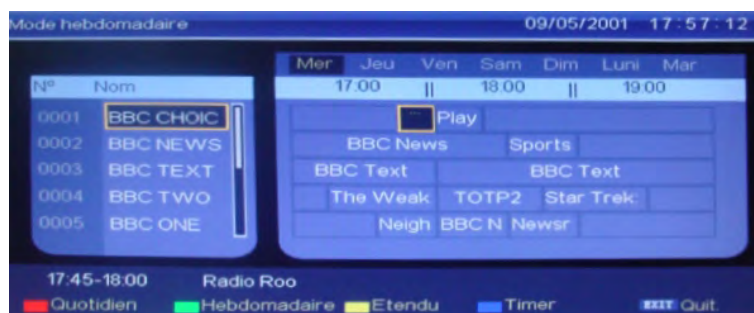 Mode hebdomadaire 09/05/2001 17:57:12
Mer Jeu Ven Sam Dim Luni Mar
N° Nom 17:00 || 18:00 || 19:00
0001 BBC CHOIC Play
0002 BBC NEWS BBC News Sports
0003 BBC TEXT BBC Text BBC Text
0004 BBC TWO The Weak TOTP2 Star Trek:
0005 BBC ONE Neigh BBC N Newsr
17:45-18:00 Radio Roo
Quotidien Hebdomadaire Etendu Timer EXIT Quit.